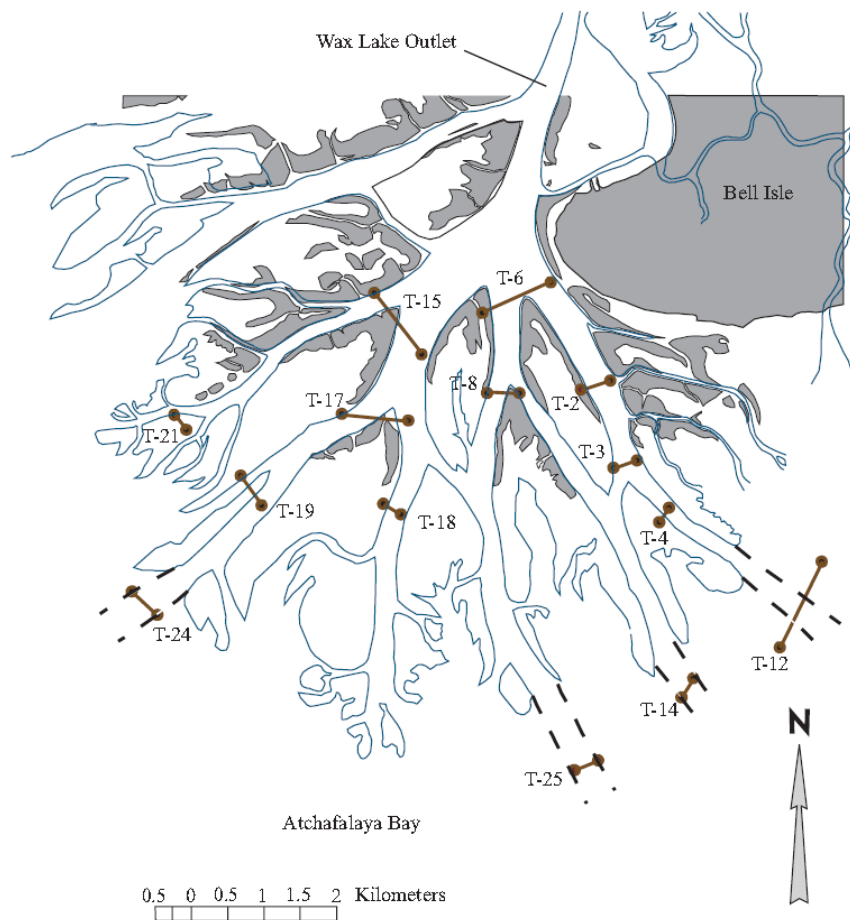 Wax Lake Outlet
Bell Isle
T-6
T-15
T-8
T-2
T-17
T-21
T-3
T-19
T-18
T-4
T-24
T-12
T-14
N
T-25
Atchafalaya Bay
0.5 0 0.5 1 1.5 2 Kilometers